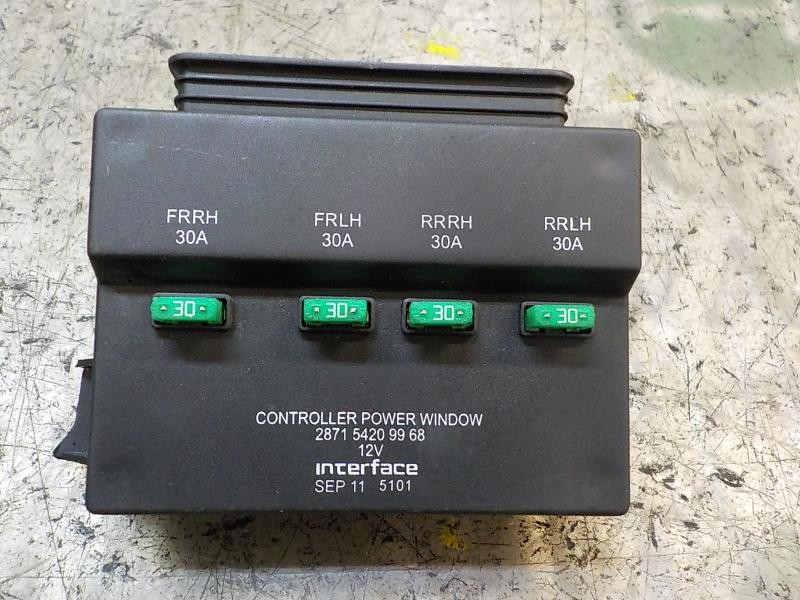 FRRH
30A
FRLH
30A
RRRH
30A
RRLH
30A
30
30
30
30
CONTROLLER POWER WINDOW
2871 5420 99 68
12V
interface
SEP 11 5101